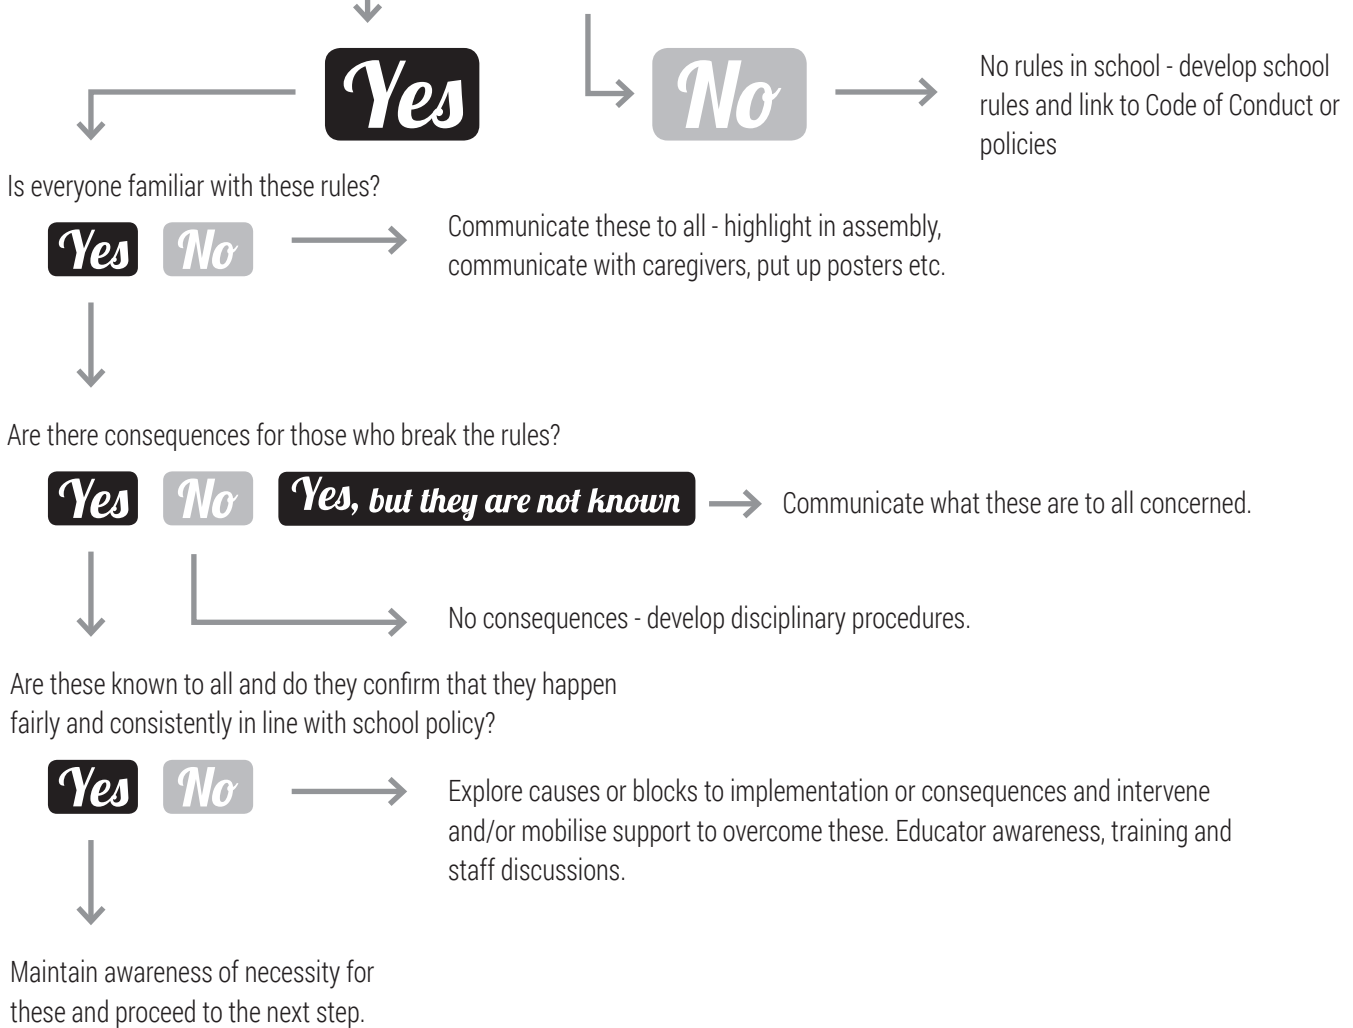 Yes
No
No rules in school - develop school
rules and link to Code of Conduct or
policies
Is everyone familiar with these rules?
Yes No
Communicate these to all - highlight in assembly,
communicate with caregivers, put up posters etc.
Are there consequences for those who break the rules?
Yes No Yes, but they are not known
Communicate what these are to all concerned.
No consequences - develop disciplinary procedures.
Are these known to all and do they confirm that they happen
fairly and consistently in line with school policy?
Yes No
Explore causes or blocks to implementation or consequences and intervene
and/or mobilise support to overcome these. Educator awareness, training and
staff discussions.
Maintain awareness of necessity for
these and proceed to the next step.